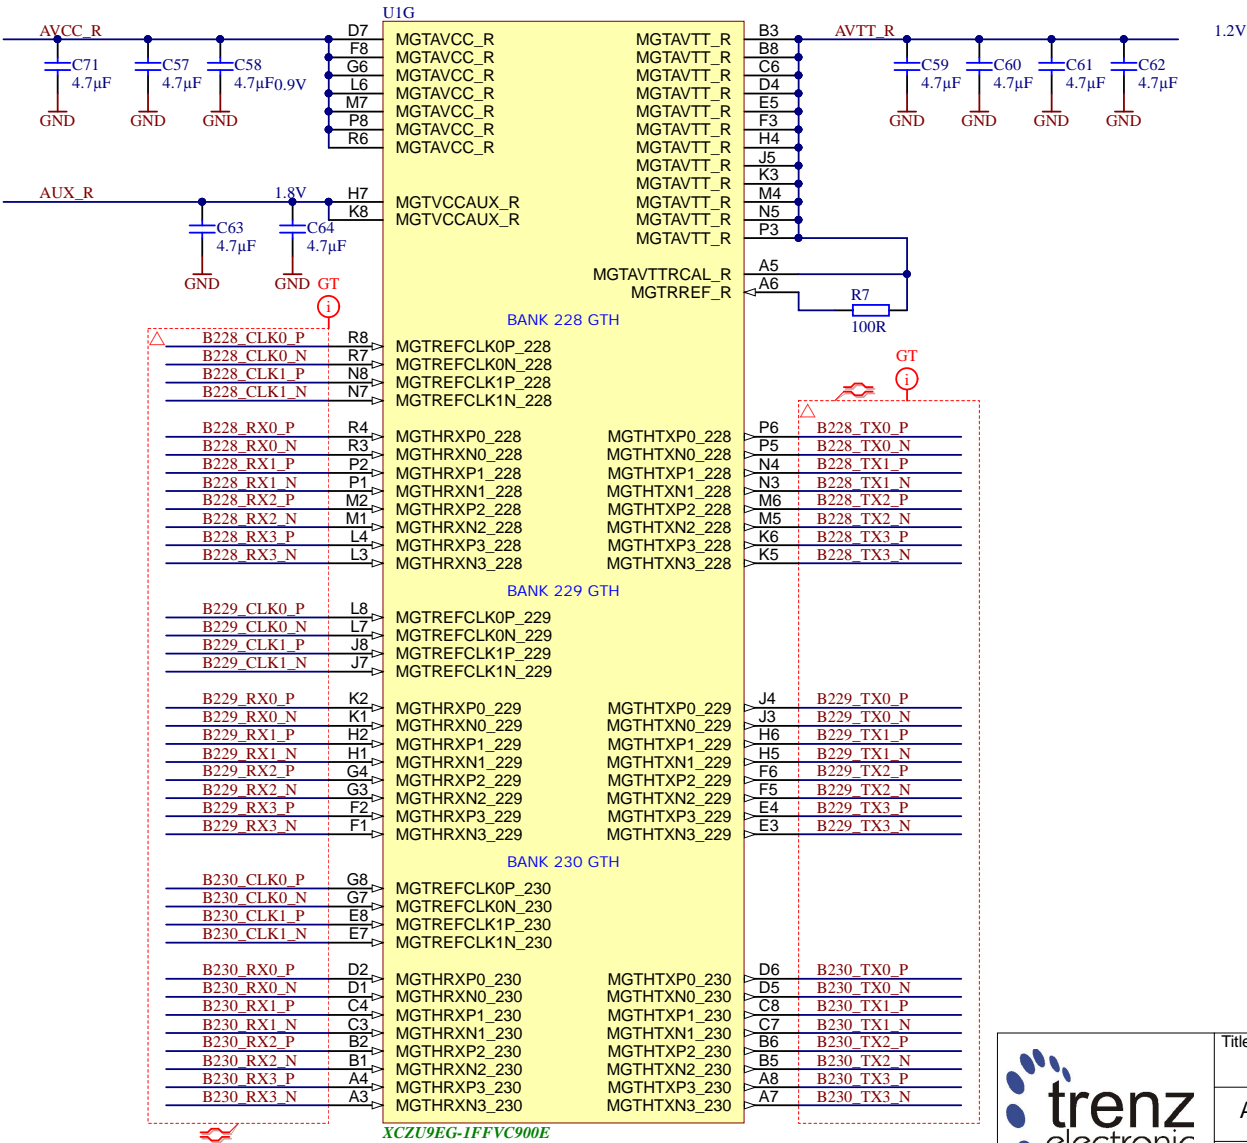 U1G
AVCC_R D7 MGTAVCC_R MGTAVTT_R B3 AVTT_R 1.2V
F8 MGTAVCC_R MGTAVTT_R B8
C71 C57 C58 G6 MGTAVCC_R MGTAVTT_R C6 C59 C60 C61 C62
4.7µF 4.7µF 4.7µF 0.9V L6 MGTAVCC_R MGTAVTT_R D4 4.7µF 4.7µF 4.7µF 4.7µF
M7 MGTAVCC_R MGTAVTT_R E5
GND GND GND P8 MGTAVCC_R MGTAVTT_R F3 GND GND GND GND
R6 MGTAVCC_R MGTAVTT_R H4
MGTAVTT_R J5
MGTAVTT_R K3
AUX_R 1.8V H7 MGTVCCAUX_R MGTAVTT_R M4
K8 MGTVCCAUX_R MGTAVTT_R N5
C63 C64 MGTAVTT_R P3
4.7µF 4.7µF
MGTAVTTRCAL_R A5
GND GND GT MGTRREF_R A6
i R7
BANK 228 GTH 100R
B228_CLK0_P R8 MGTREFCLK0P_228
B228_CLK0_N R7 MGTREFCLK0N_228 GT
B228_CLK1_P N8 MGTREFCLK1P_228 i
B228_CLK1_N N7 MGTREFCLK1N_228
B228_RX0_P R4 MGTHRXP0_228 MGTHTXP0_228 P6 B228_TX0_P
B228_RX0_N R3 MGTHRXN0_228 MGTHTXN0_228 P5 B228_TX0_N
B228_RX1_P P2 MGTHRXP1_228 MGTHTXP1_228 N4 B228_TX1_P
B228_RX1_N P1 MGTHRXN1_228 MGTHTXN1_228 N3 B228_TX1_N
B228_RX2_P M2 MGTHRXP2_228 MGTHTXP2_228 M6 B228_TX2_P
B228_RX2_N M1 MGTHRXN2_228 MGTHTXN2_228 M5 B228_TX2_N
B228_RX3_P L4 MGTHRXP3_228 MGTHTXP3_228 K6 B228_TX3_P
B228_RX3_N L3 MGTHRXN3_228 MGTHTXN3_228 K5 B228_TX3_N
BANK 229 GTH
B229_CLK0_P L8 MGTREFCLK0P_229
B229_CLK0_N L7 MGTREFCLK0N_229
B229_CLK1_P J8 MGTREFCLK1P_229
B229_CLK1_N J7 MGTREFCLK1N_229
B229_RX0_P K2 MGTHRXP0_229 MGTHTXP0_229 J4 B229_TX0_P
B229_RX0_N K1 MGTHRXN0_229 MGTHTXN0_229 J3 B229_TX0_N
B229_RX1_P H2 MGTHRXP1_229 MGTHTXP1_229 H6 B229_TX1_P
B229_RX1_N H1 MGTHRXN1_229 MGTHTXN1_229 H5 B229_TX1_N
B229_RX2_P G4 MGTHRXP2_229 MGTHTXP2_229 F6 B229_TX2_P
B229_RX2_N G3 MGTHRXN2_229 MGTHTXN2_229 F5 B229_TX2_N
B229_RX3_P F2 MGTHRXP3_229 MGTHTXP3_229 E4 B229_TX3_P
B229_RX3_N F1 MGTHRXN3_229 MGTHTXN3_229 E3 B229_TX3_N
BANK 230 GTH
B230_CLK0_P G8 MGTREFCLK0P_230
B230_CLK0_N G7 MGTREFCLK0N_230
B230_CLK1_P E8 MGTREFCLK1P_230
B230_CLK1_N E7 MGTREFCLK1N_230
B230_RX0_P D2 MGTHRXP0_230 MGTHTXP0_230 D6 B230_TX0_P
B230_RX0_N D1 MGTHRXN0_230 MGTHTXN0_230 D5 B230_TX0_N
B230_RX1_P C4 MGTHRXP1_230 MGTHTXP1_230 C8 B230_TX1_P
B230_RX1_N C3 MGTHRXN1_230 MGTHTXN1_230 C7 B230_TX1_N
B230_RX2_P B2 MGTHRXP2_230 MGTHTXP2_230 B6 B230_TX2_P
B230_RX2_N B1 MGTHRXN2_230 MGTHTXN2_230 B5 B230_TX2_N
B230_RX3_P A4 MGTHRXP3_230 MGTHTXP3_230 A8 B230_TX3_P
B230_RX3_N A3 MGTHRXN3_230 MGTHTXN3_230 A7 B230_TX3_N
XCZU9EG-1FFVC900E
Title
trenz
electronic